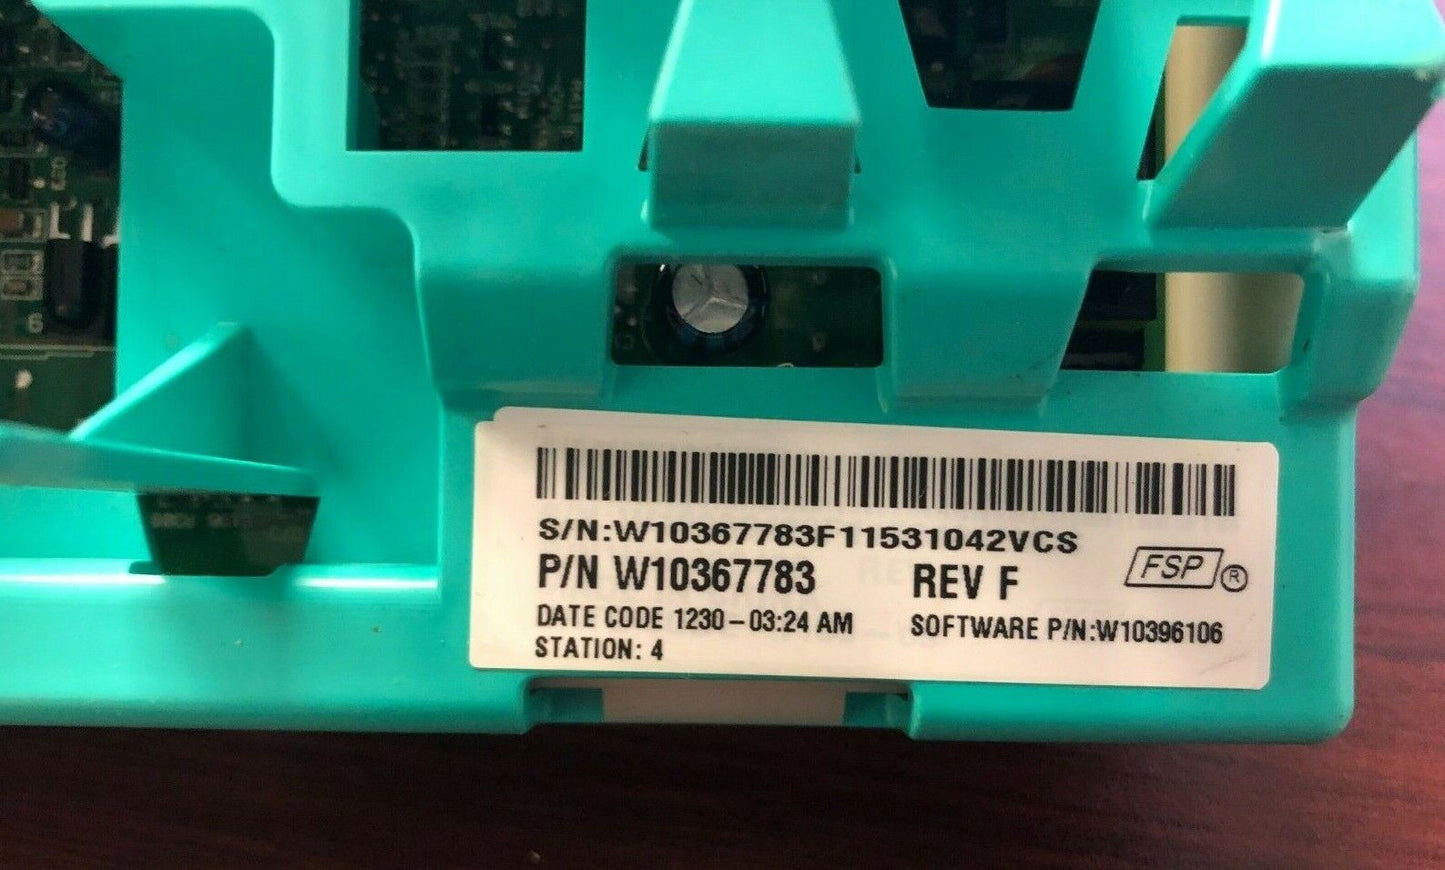 S/N:W10367783F11531042VCS
P/N W10367783 REV F FSP®
DATE CODE 1230-03:24 AM SOFTWARE P/N:W10396106
STATION: 4